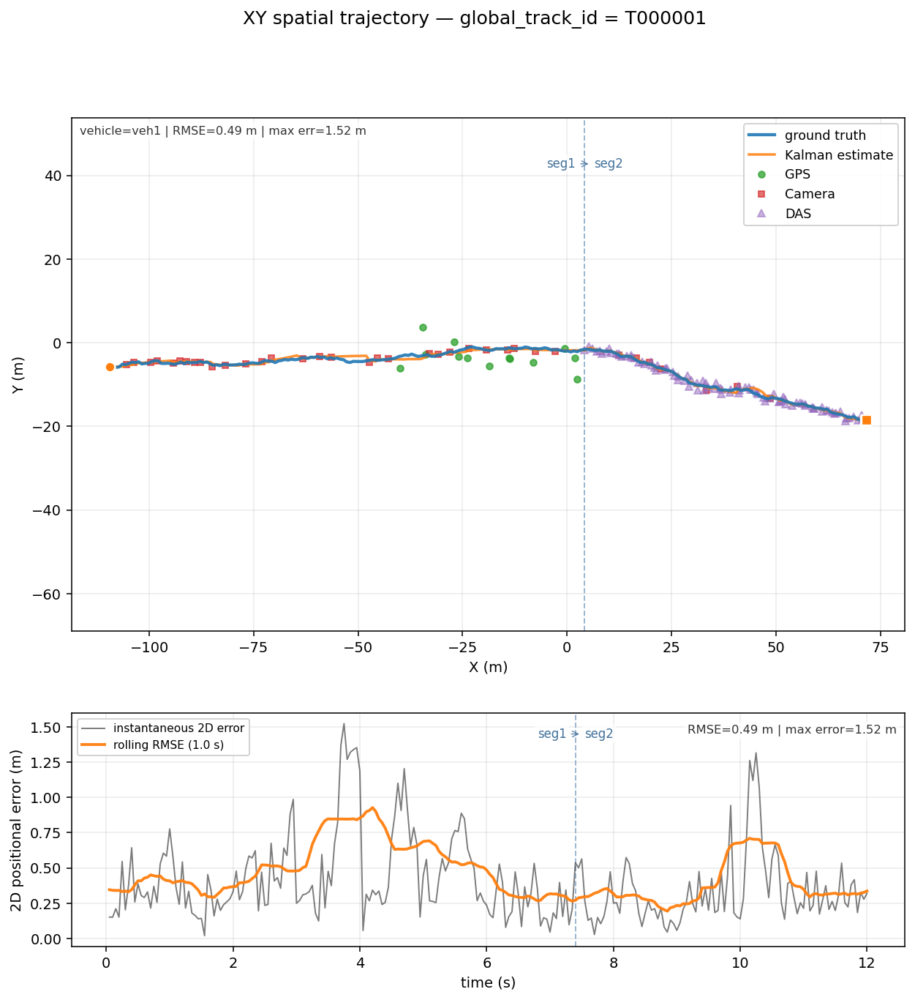 XY spatial trajectory — global_track_id = T000001
vehicle=veh1 | RMSE=0.49 m | max err=1.52 m
seg1 → seg2
ground truth
Kalman estimate
GPS
Camera
DAS
40
20
0
−20
−40
−60
Y (m)
−100 −75 −50 −25 0 25 50 75
X (m)
instantaneous 2D error
rolling RMSE (1.0 s)
seg1 → seg2
RMSE=0.49 m | max error=1.52 m
1.50
1.25
1.00
0.75
0.50
0.25
0.00
2D positional error (m)
0 2 4 6 8 10 12
time (s)